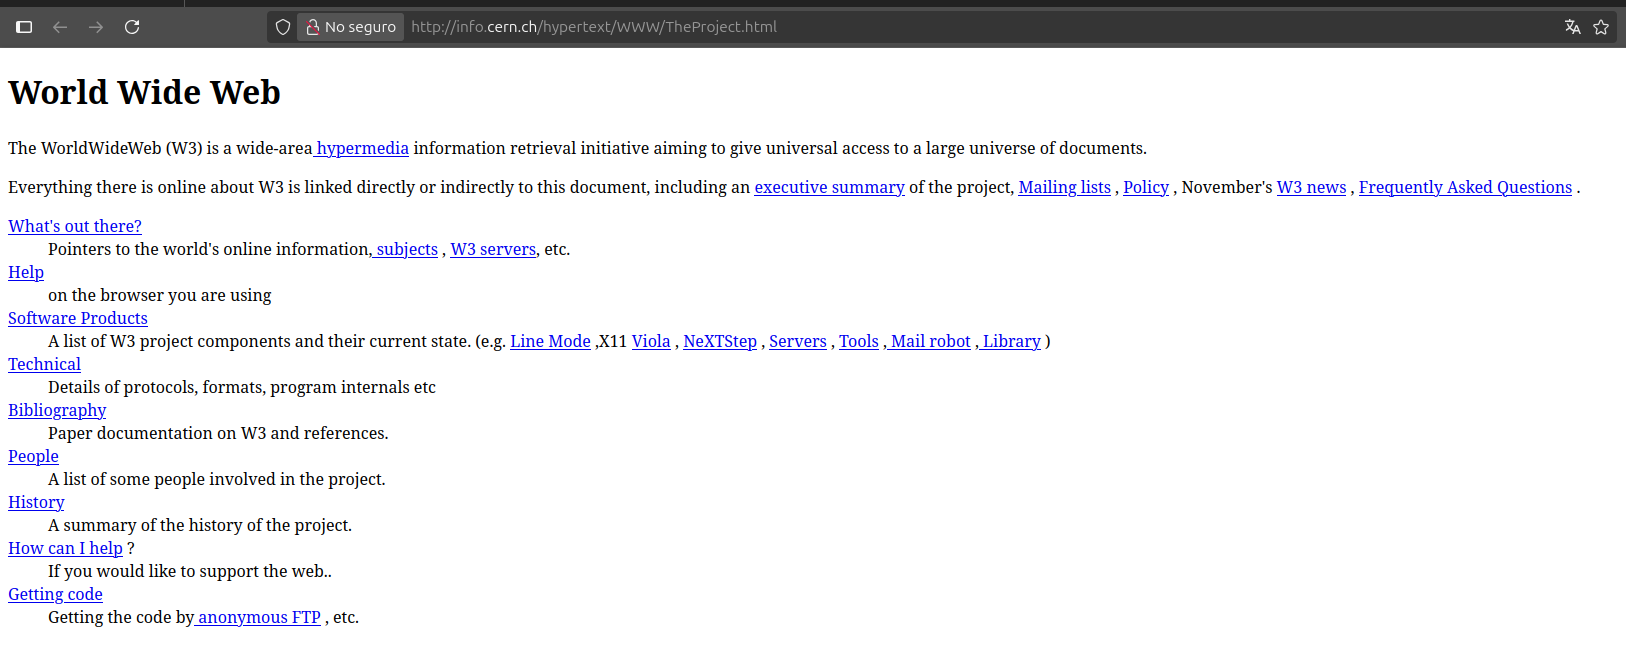 No seguro http://info.cern.ch/hypertext/WWW/TheProject.html
World Wide Web
The WorldWideWeb (W3) is a wide-area hypermedia information retrieval initiative aiming to give universal access to a large universe of documents.
Everything there is online about W3 is linked directly or indirectly to this document, including an executive summary of the project, Mailing lists , Policy , November's W3 news , Frequently Asked Questions .
What's out there?
Pointers to the world's online information, subjects , W3 servers, etc.
Help
on the browser you are using
Software Products
A list of W3 project components and their current state. (e.g. Line Mode ,X11 Viola , NeXTStep , Servers , Tools , Mail robot , Library )
Technical
Details of protocols, formats, program internals etc
Bibliography
Paper documentation on W3 and references.
People
A list of some people involved in the project.
History
A summary of the history of the project.
How can I help ?
If you would like to support the web..
Getting code
Getting the code by anonymous FTP , etc.